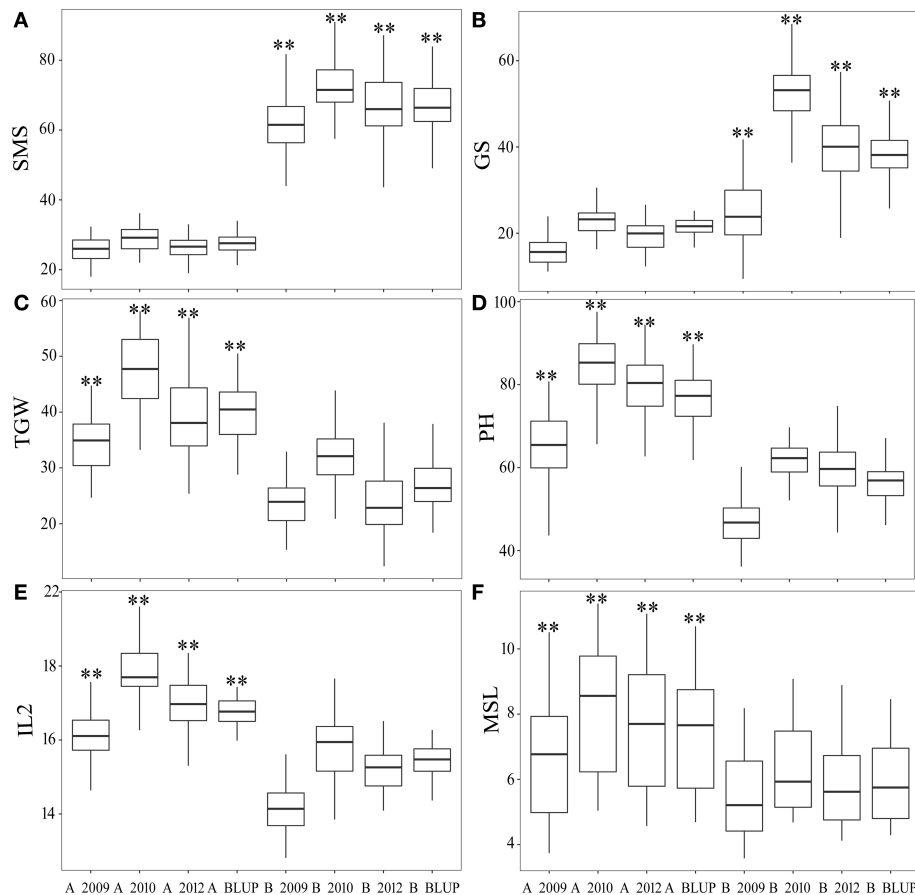 A
SMS
80
60
40
20
** ** ** **
B
GS
60
40
20
** ** ** **
C
TGW
60
50
40
30
20
** ** ** **
D
PH
100
80
60
40
** ** ** **
E
IL2
22
18
16
14
** ** ** **
A 2009 A 2010 A 2012 A BLUP B 2009 B 2010 B 2012 B BLUP
F
MSL
10
8
6
4
** ** ** **
A 2009 A 2010 A 2012 A BLUP B 2009 B 2010 B 2012 B BLUP